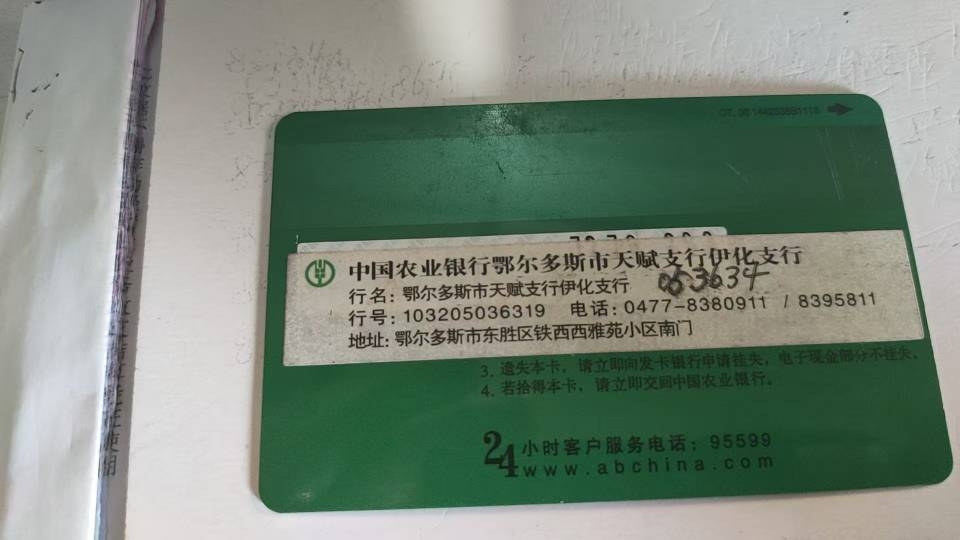 中国农业银行鄂尔多斯市天赋支行伊化支行
行名: 鄂尔多斯市天赋支行伊化支行
053634
行号: 103205036319 电话: 0477-8380911 / 8395811
地址: 鄂尔多斯市东胜区铁西西雅苑小区南门
3. 遗失本卡,请立即向发卡银行申请挂失,电子现金部分不挂失。
4. 若拾得本卡,请立即交回中国农业银行。
24小时客户服务电话: 95599
www.abchina.com